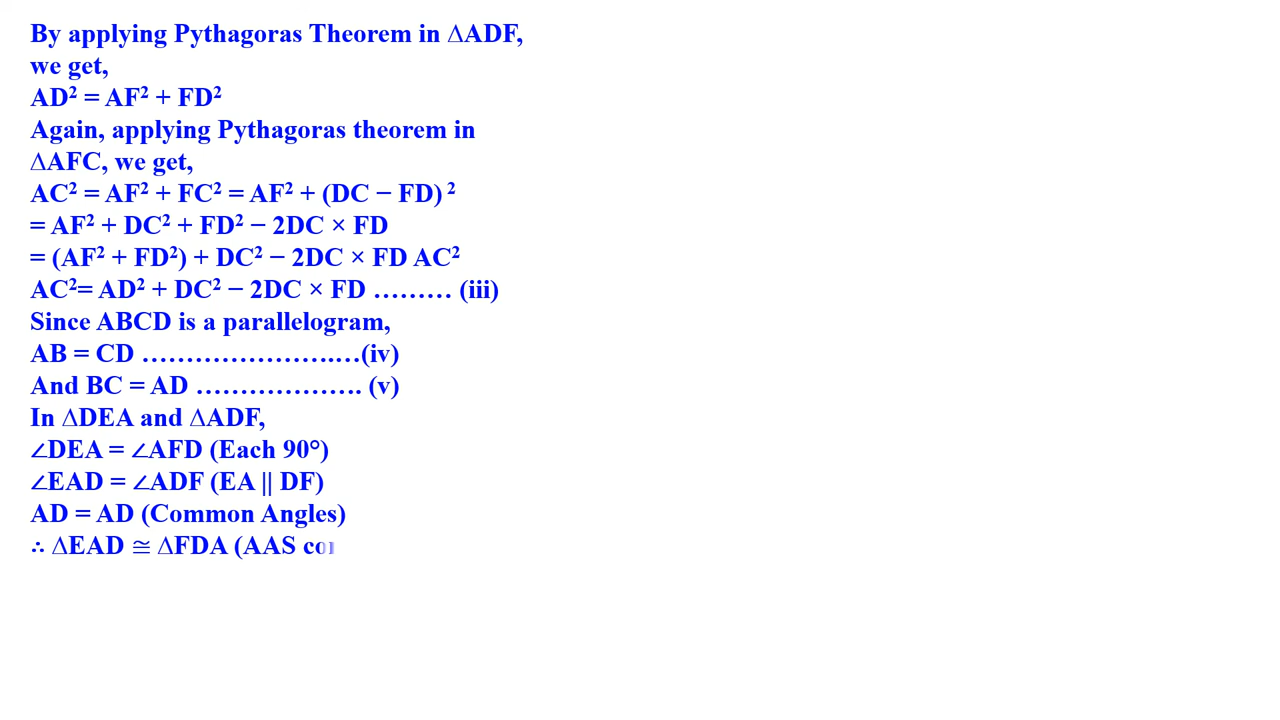 By applying Pythagoras Theorem in ∆ADF,
we get,
AD² = AF² + FD²
Again, applying Pythagoras theorem in
∆AFC, we get,
AC² = AF² + FC² = AF² + (DC − FD) ²
= AF² + DC² + FD² − 2DC × FD
= (AF² + FD²) + DC² − 2DC × FD AC²
AC²= AD² + DC² − 2DC × FD ……… (iii)
Since ABCD is a parallelogram,
AB = CD ………………….…(iv)
And BC = AD ………………. (v)
In ∆DEA and ∆ADF,
∠DEA = ∠AFD (Each 90°)
∠EAD = ∠ADF (EA || DF)
AD = AD (Common Angles)
∴ ∆EAD ≅ ∆FDA (AAS